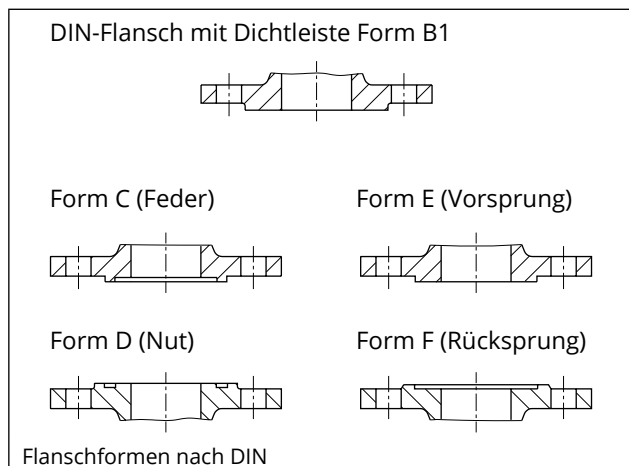 DIN-Flansch mit Dichtleiste Form B1
Form C (Feder)
Form E (Vorsprung)
Form D (Nut)
Form F (Rücksprung)
Flanschformen nach DIN